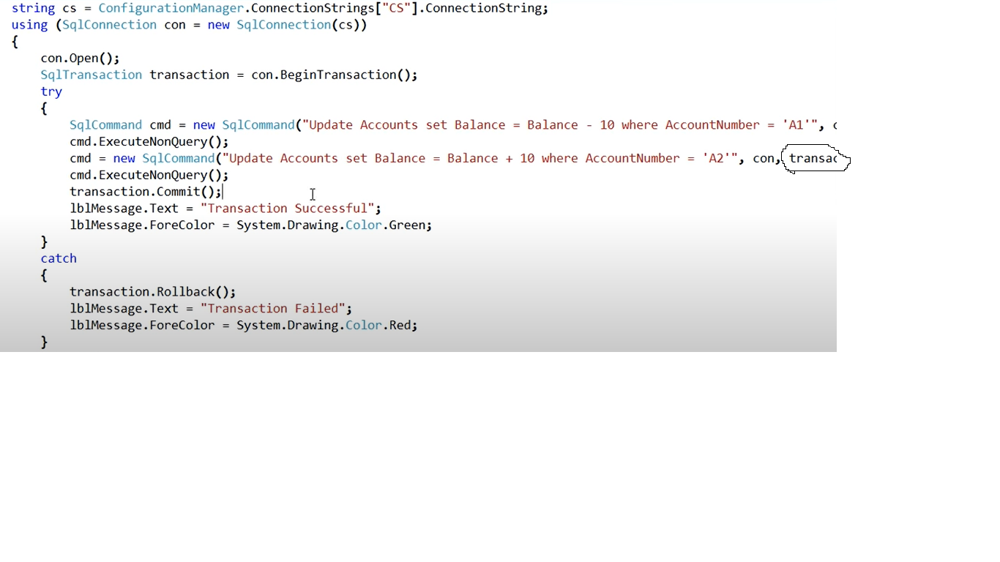 string cs = ConfigurationManager.ConnectionStrings["CS"].ConnectionString;
using (SqlConnection con = new SqlConnection(cs))
{
    con.Open();
    SqlTransaction transaction = con.BeginTransaction();
    try
    {
        SqlCommand cmd = new SqlCommand("Update Accounts set Balance = Balance - 10 where AccountNumber = 'A1'", c
        cmd.ExecuteNonQuery();
        cmd = new SqlCommand("Update Accounts set Balance = Balance + 10 where AccountNumber = 'A2'", con, transac
        cmd.ExecuteNonQuery();
        transaction.Commit();
        lblMessage.Text = "Transaction Successful";
        lblMessage.ForeColor = System.Drawing.Color.Green;
    }
    catch
    {
        transaction.Rollback();
        lblMessage.Text = "Transaction Failed";
        lblMessage.ForeColor = System.Drawing.Color.Red;
    }